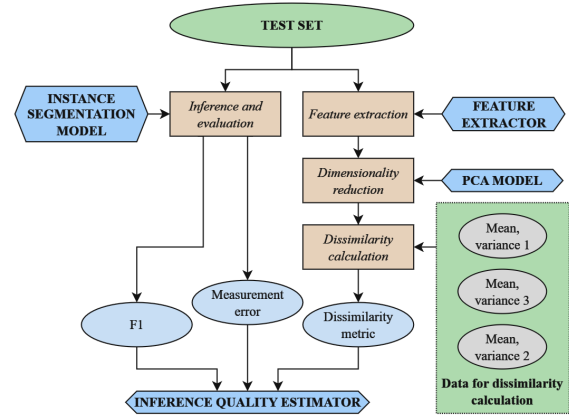 TEST SET
INSTANCE
SEGMENTATION
MODEL
Inference and
evaluation
Feature extraction
FEATURE
EXTRACTOR
Dimensionality
reduction
PCA MODEL
Dissimilarity
calculation
Mean,
variance 1
Mean,
variance 3
Mean,
variance 2
Data for dissimilarity
calculation
F1
Measurement
error
Dissimilarity
metric
INFERENCE QUALITY ESTIMATOR